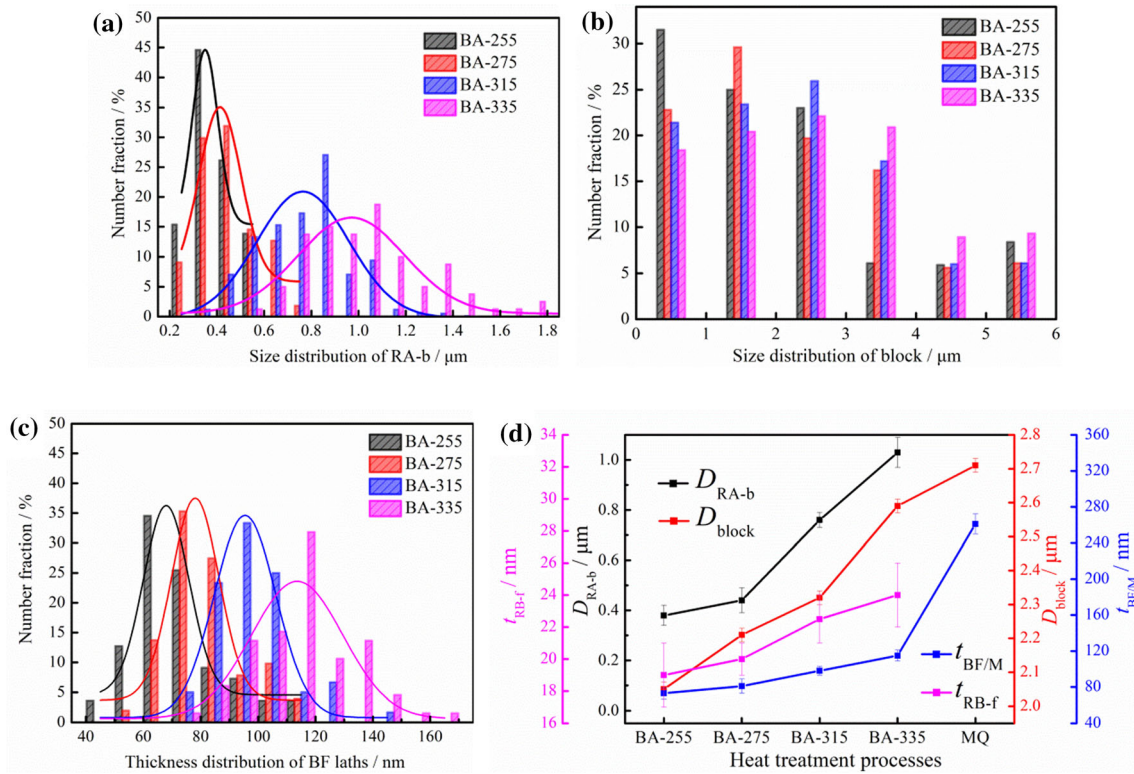 (a)
50
45
40
35
30
25
20
15
10
5
0
Number fraction / %
BA-255
BA-275
BA-315
BA-335
0.2 0.4 0.6 0.8 1.0 1.2 1.4 1.6 1.8
Size distribution of RA-b / μm
(b)
30
25
20
15
10
5
0
Number fraction / %
BA-255
BA-275
BA-315
BA-335
0 1 2 3 4 5 6
Size distribution of block / μm
(c)
50
45
40
35
30
25
20
15
10
5
0
Number fraction / %
BA-255
BA-275
BA-315
BA-335
40 60 80 100 120 140 160
Thickness distribution of BF laths / nm
(d)
34
32
30
28
26
24
22
20
18
16
t RB-f / nm
1.0
0.8
0.6
0.4
0.2
0.0
D RA-b / μm
D RA-b
D block
t BF/M
t RB-f
2.8
2.7
2.6
2.5
2.4
2.3
2.2
2.1
2.0
D block / μm
360
320
280
240
200
160
120
80
40
t BF/M / nm
BA-255 BA-275 BA-315 BA-335 MQ
Heat treatment processes